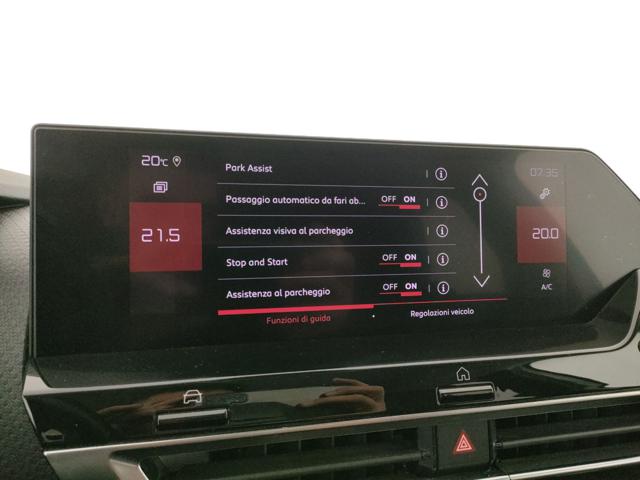 20°C
07:35
Park Assist
Passaggio automatico da fari ab... OFF ON
21.5
Assistenza visiva al parcheggio
20.0
Stop and Start OFF ON
A/C
Assistenza al parcheggio OFF ON
Funzioni di guida
Regolazioni veicolo